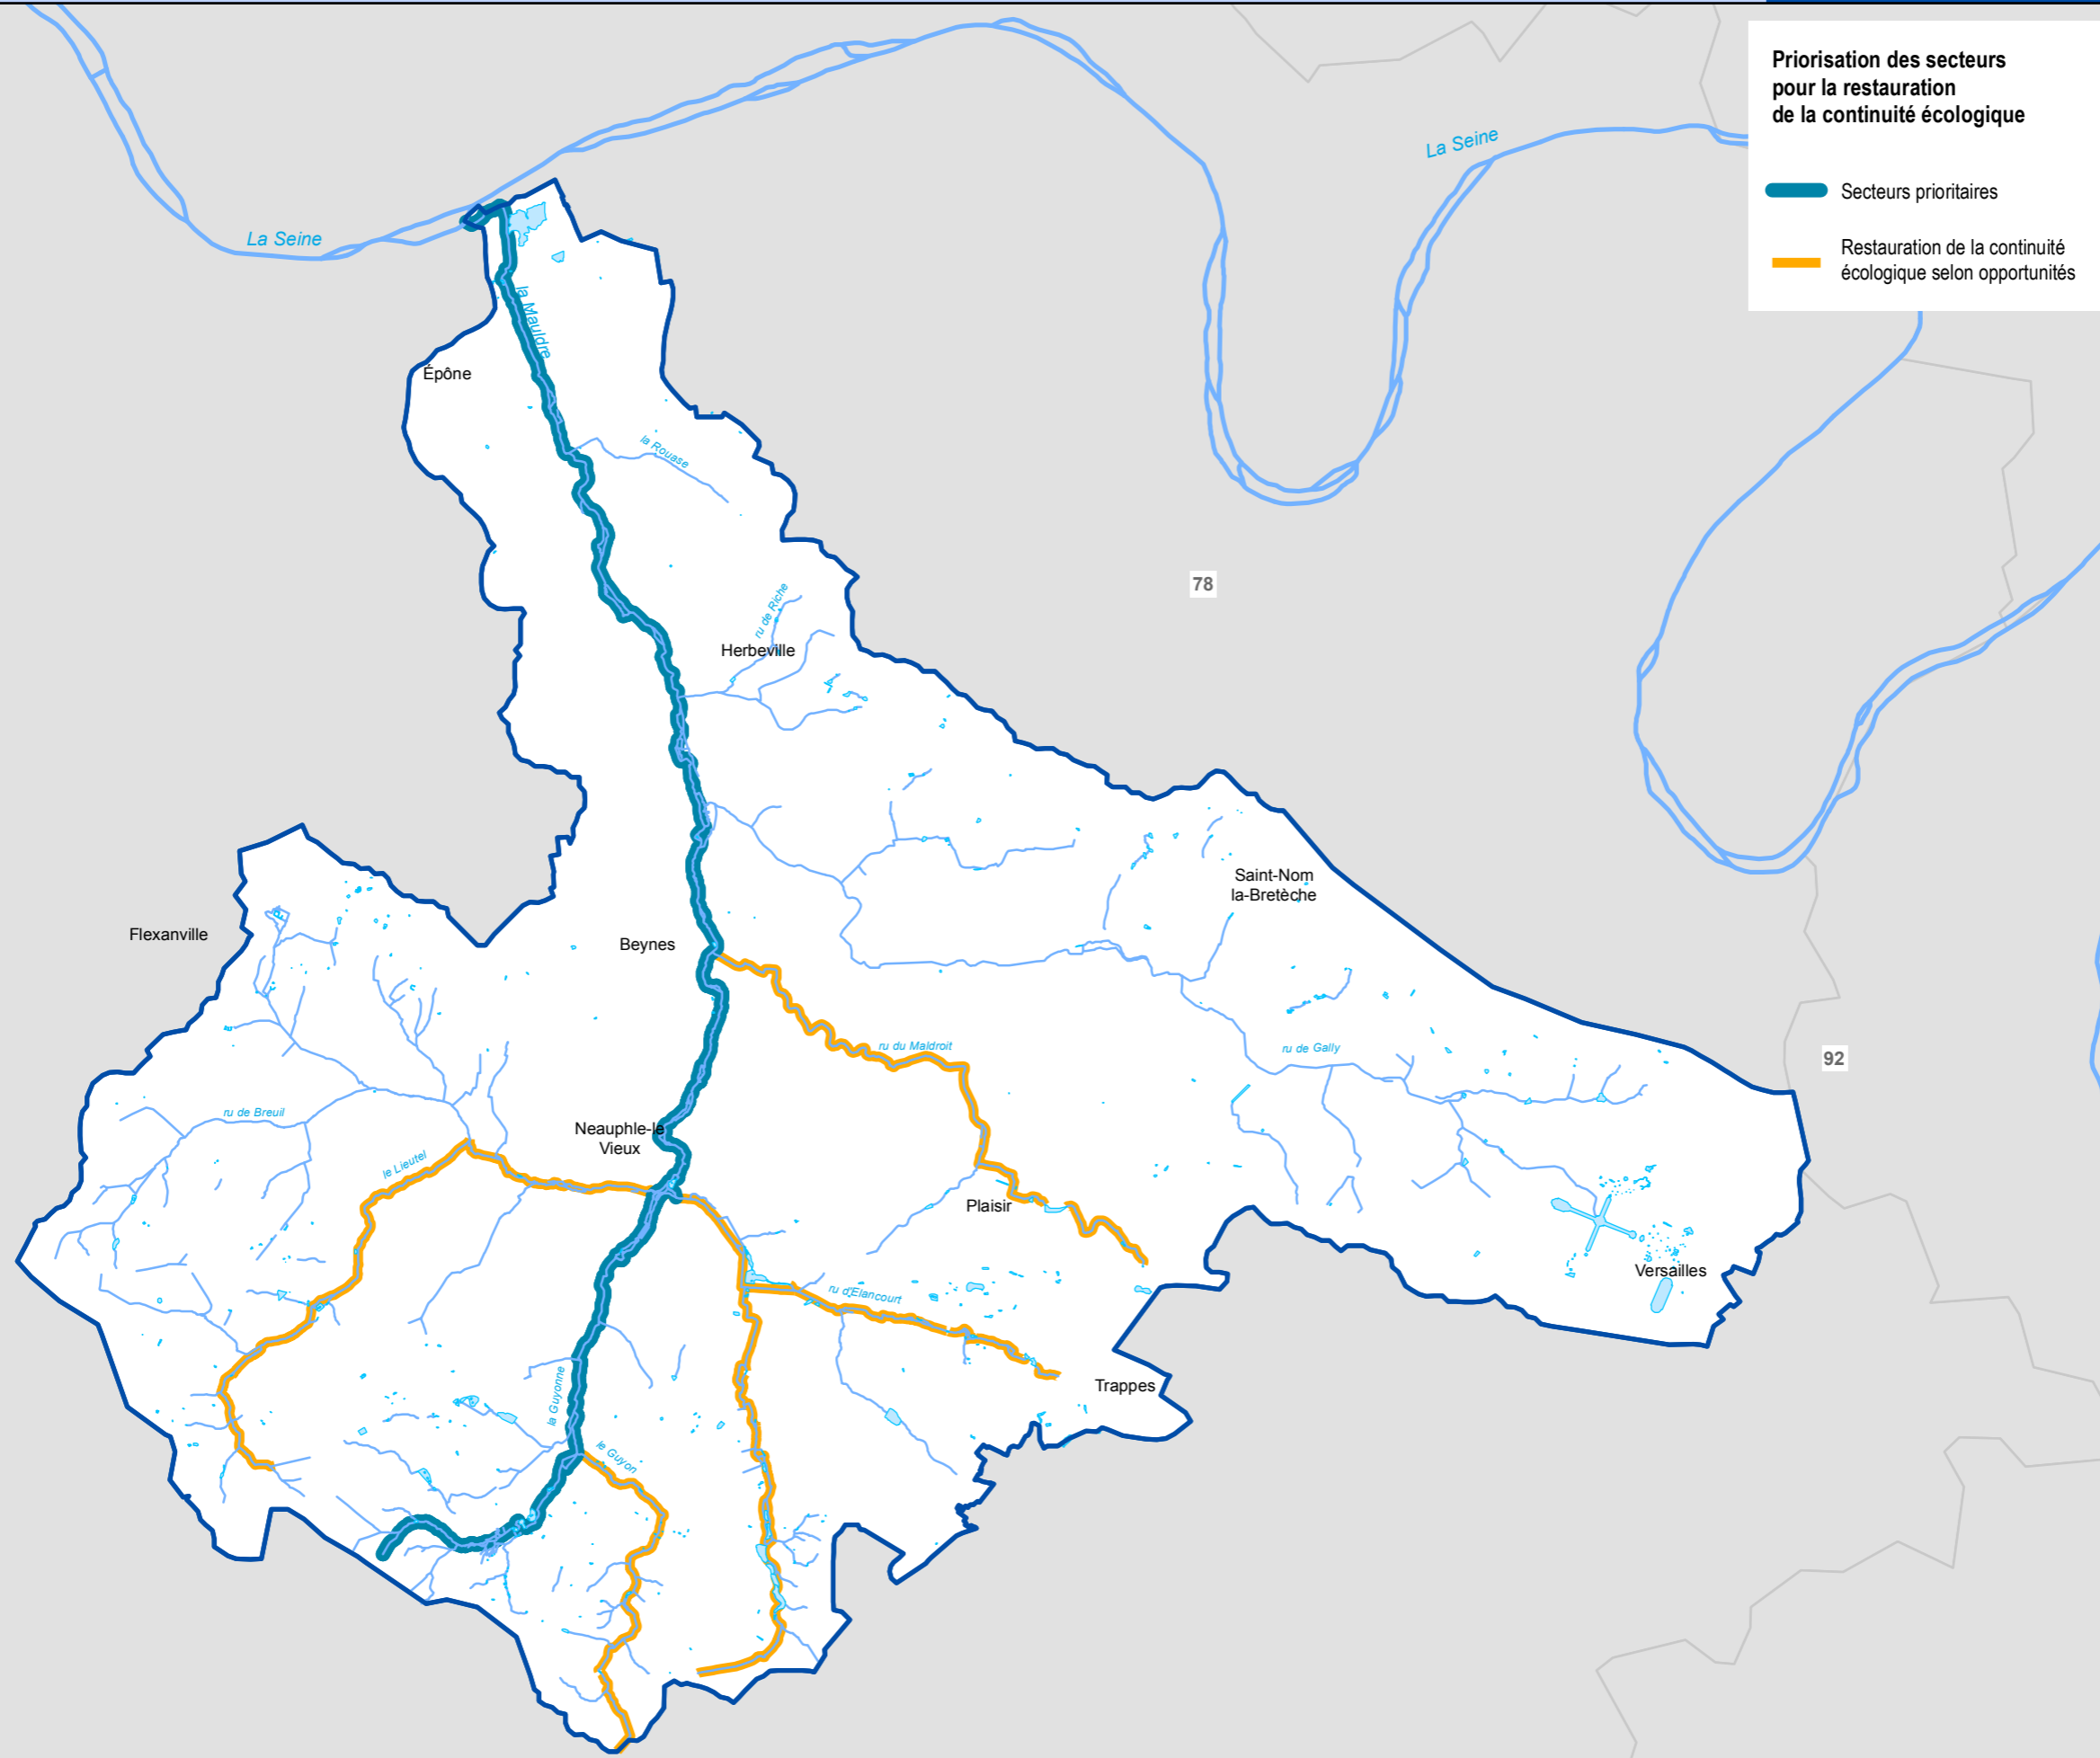 Priorisation des secteurs
pour la restauration
de la continuité écologique
Secteurs prioritaires
Restauration de la continuité
écologique selon opportunités
La Seine
La Seine
la Mauldre
Épône
la Rouase
78
ru de Riche
Herbeville
Saint-Nom
la-Bretèche
Flexanville
Beynes
ru du Maldroit
ru de Gally
92
ru de Breuil
Neauphle-le
Vieux
le Lieutel
Plaisir
Versailles
ru d'Elancourt
Trappes
la Guyonne
le Guyon